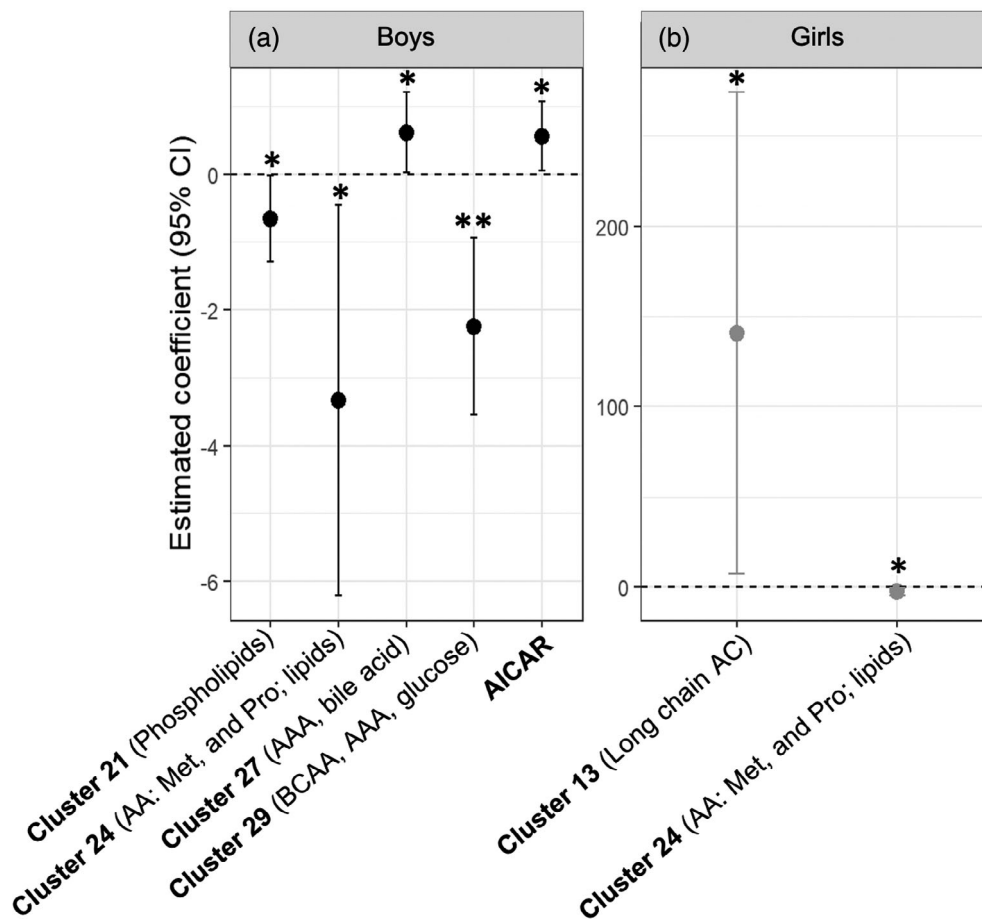 (a) Boys
(b) Girls
Estimated coefficient (95% CI)
*
*
*
**
*
*
*
0
-2
-4
-6
200
100
0
Cluster 21 (Phospholipids)
Cluster 24 (AA: Met, and Pro; lipids)
Cluster 27 (AAA, bile acid)
Cluster 29 (BCAA, AAA, glucose)
AICAR
Cluster 13 (Long chain AC)
Cluster 24 (AA: Met, and Pro; lipids)